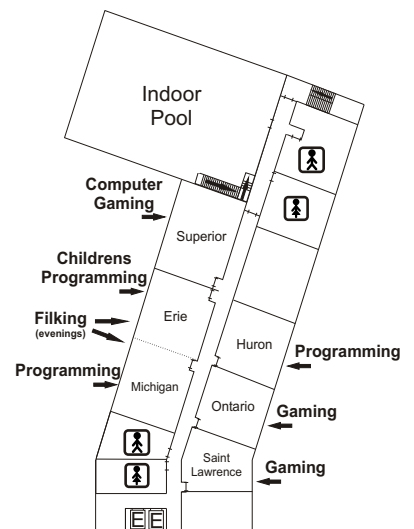 Indoor
Pool
Computer
Gaming
Superior
Childrens
Programming
Erie
Filking
(evenings)
Huron
Programming
Programming
Michigan
Ontario
Gaming
Saint
Lawrence
Gaming
E E